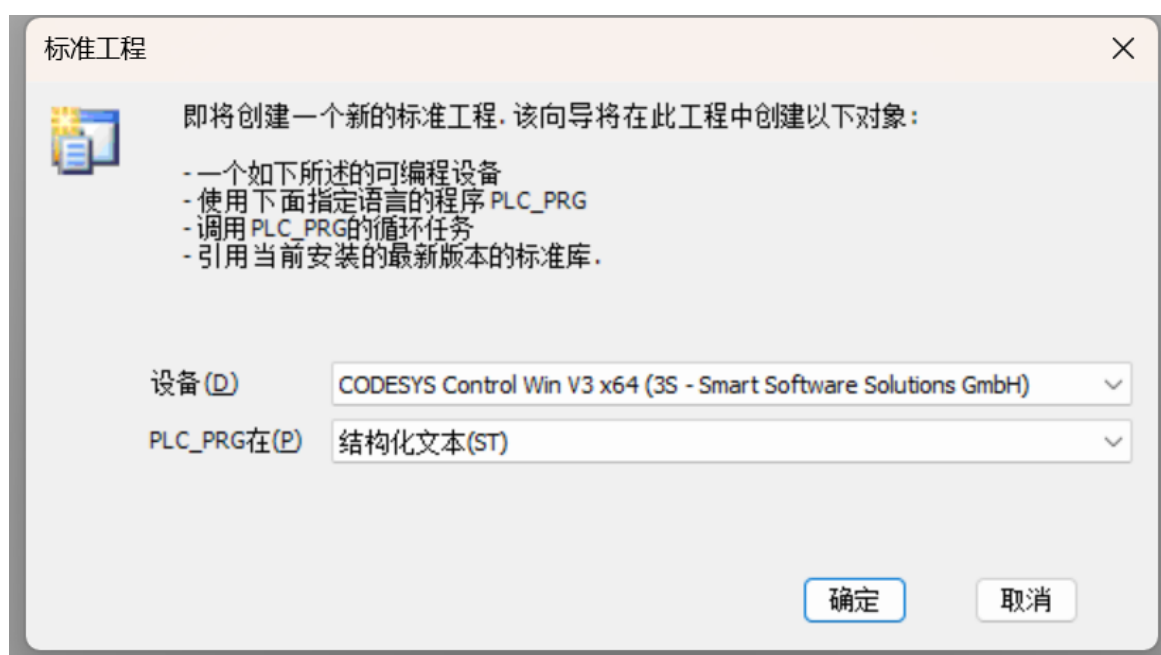 标准工程
即将创建一个新的标准工程.该向导将在此工程中创建以下对象:
-一个如下所述的可编程设备
-使用下面指定语言的程序 PLC_PRG
-调用 PLC_PRG的循环任务
-引用当前安装的最新版本的标准库.
设备(D) CODESYS Control Win V3 x64 (3S - Smart Software Solutions GmbH)
PLC_PRG在(P) 结构化文本(ST)
确定 取消